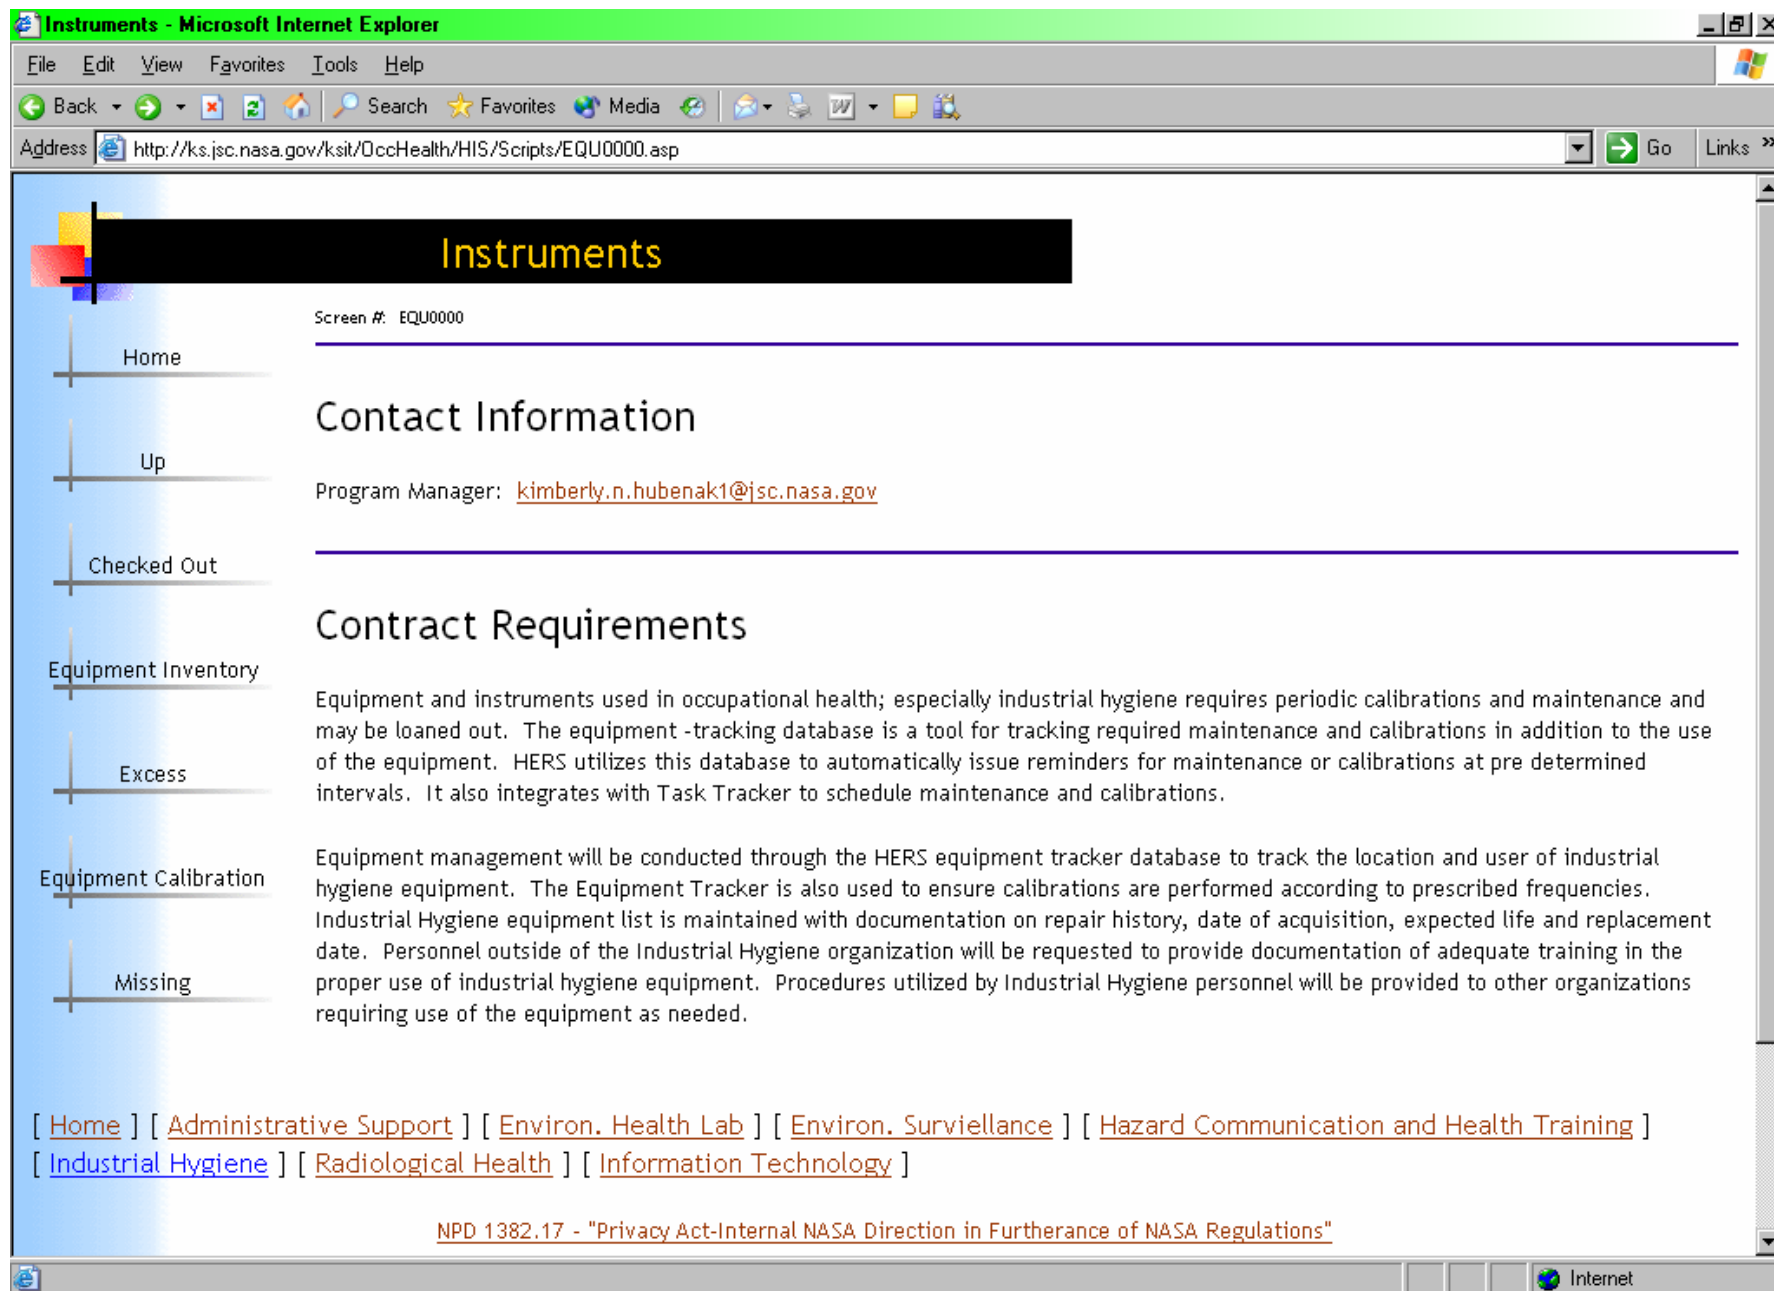 Instruments - Microsoft Internet Explorer
File Edit View Favorites Tools Help
Back Search Favorites Media
Address http://ks.jsc.nasa.gov/ksit/OccHealth/HIS/Scripts/EQU0000.asp Go Links »
Instruments
Screen #: EQU0000
Home
Up
Checked Out
Equipment Inventory
Excess
Equipment Calibration
Missing
Contact Information
Program Manager: kimberly.n.hubenak1@jsc.nasa.gov
Contract Requirements
Equipment and instruments used in occupational health; especially industrial hygiene requires periodic calibrations and maintenance and
may be loaned out. The equipment -tracking database is a tool for tracking required maintenance and calibrations in addition to the use
of the equipment. HERS utilizes this database to automatically issue reminders for maintenance or calibrations at pre determined
intervals. It also integrates with Task Tracker to schedule maintenance and calibrations.
Equipment management will be conducted through the HERS equipment tracker database to track the location and user of industrial
hygiene equipment. The Equipment Tracker is also used to ensure calibrations are performed according to prescribed frequencies.
Industrial Hygiene equipment list is maintained with documentation on repair history, date of acquisition, expected life and replacement
date. Personnel outside of the Industrial Hygiene organization will be requested to provide documentation of adequate training in the
proper use of industrial hygiene equipment. Procedures utilized by Industrial Hygiene personnel will be provided to other organizations
requiring use of the equipment as needed.
[ Home ] [ Administrative Support ] [ Environ. Health Lab ] [ Environ. Surviellance ] [ Hazard Communication and Health Training ]
[ Industrial Hygiene ] [ Radiological Health ] [ Information Technology ]
NPD 1382.17 - "Privacy Act-Internal NASA Direction in Furtherance of NASA Regulations"
Internet